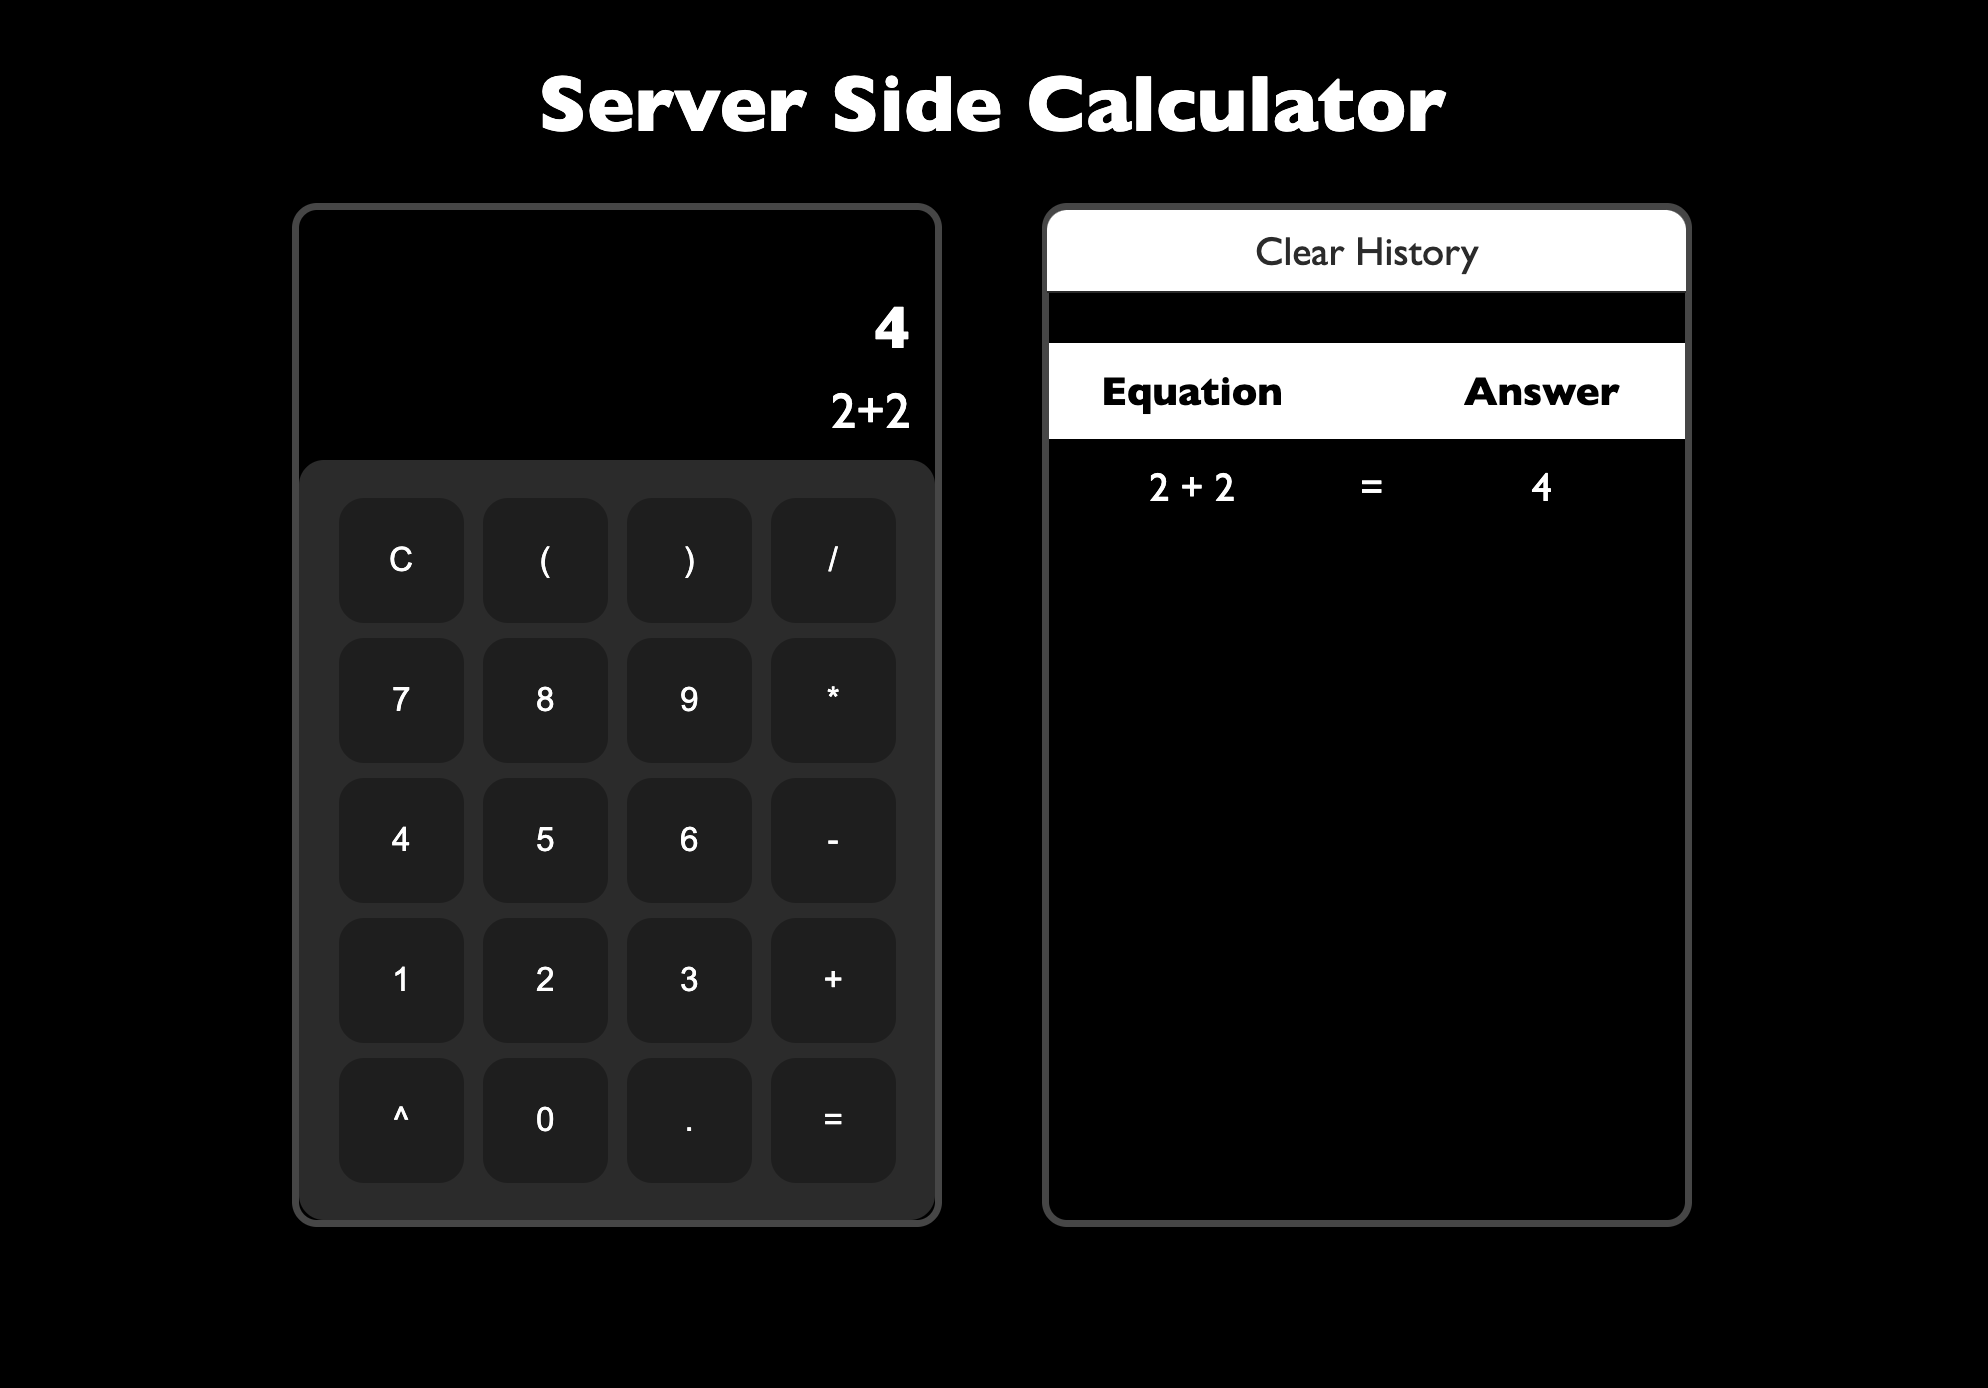 Server Side Calculator
4
2+2
C ( ) /
7 8 9 *
4 5 6 -
1 2 3 +
^ 0 . =
Clear History
Equation Answer
2 + 2 = 4